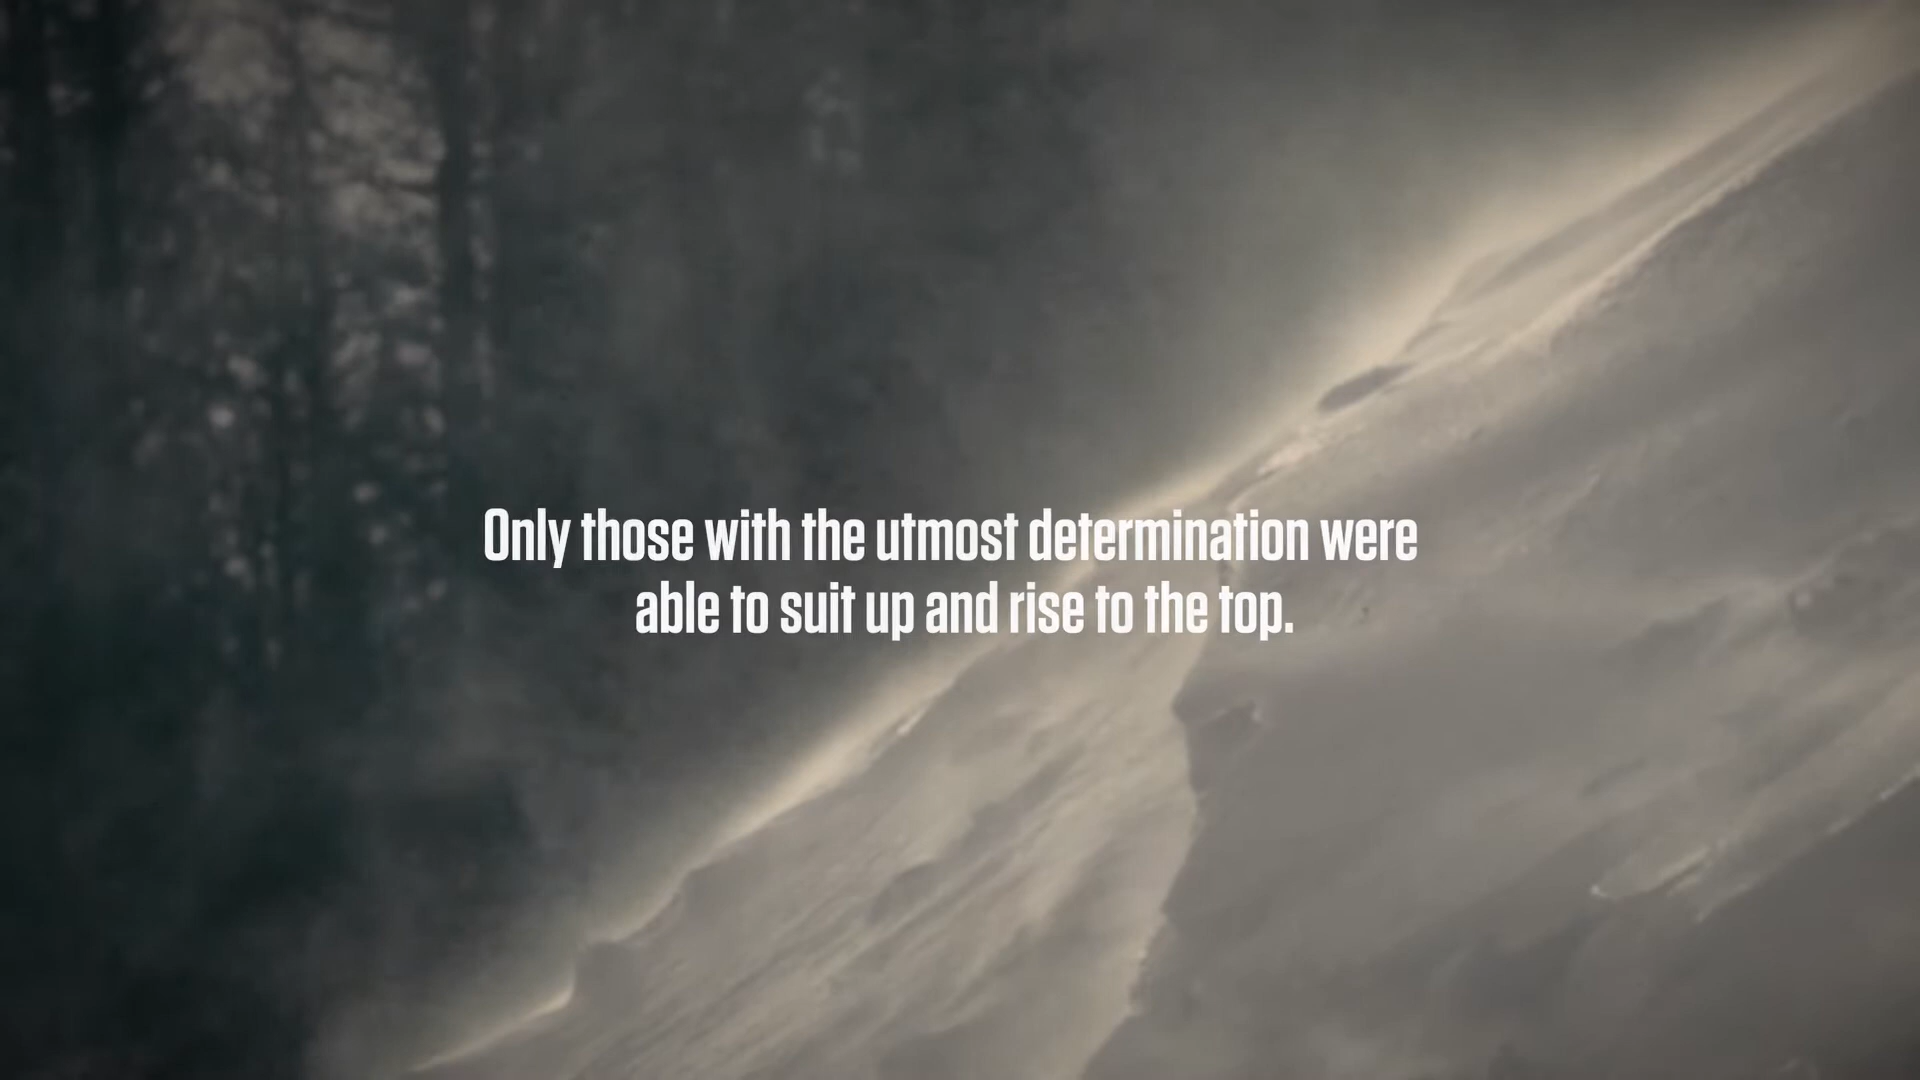 Only those with the utmost determination were
able to suit up and rise to the top.